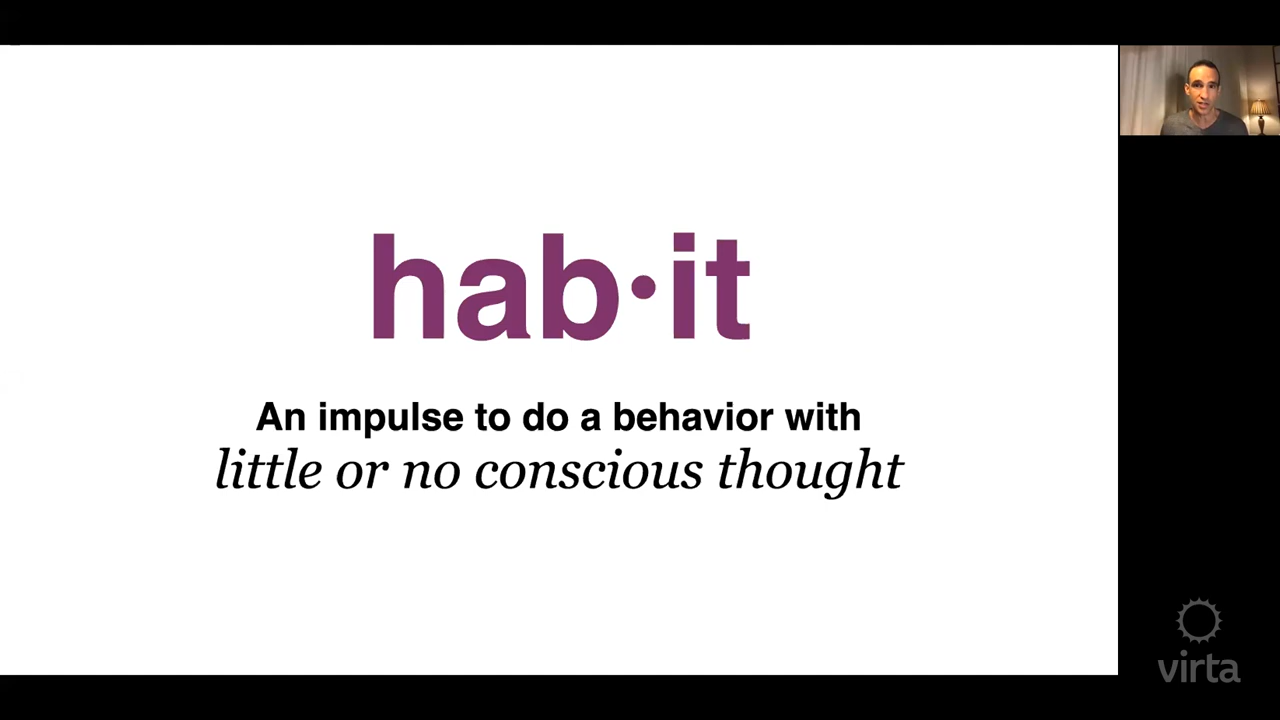 hab·it
An impulse to do a behavior with
little or no conscious thought
virta